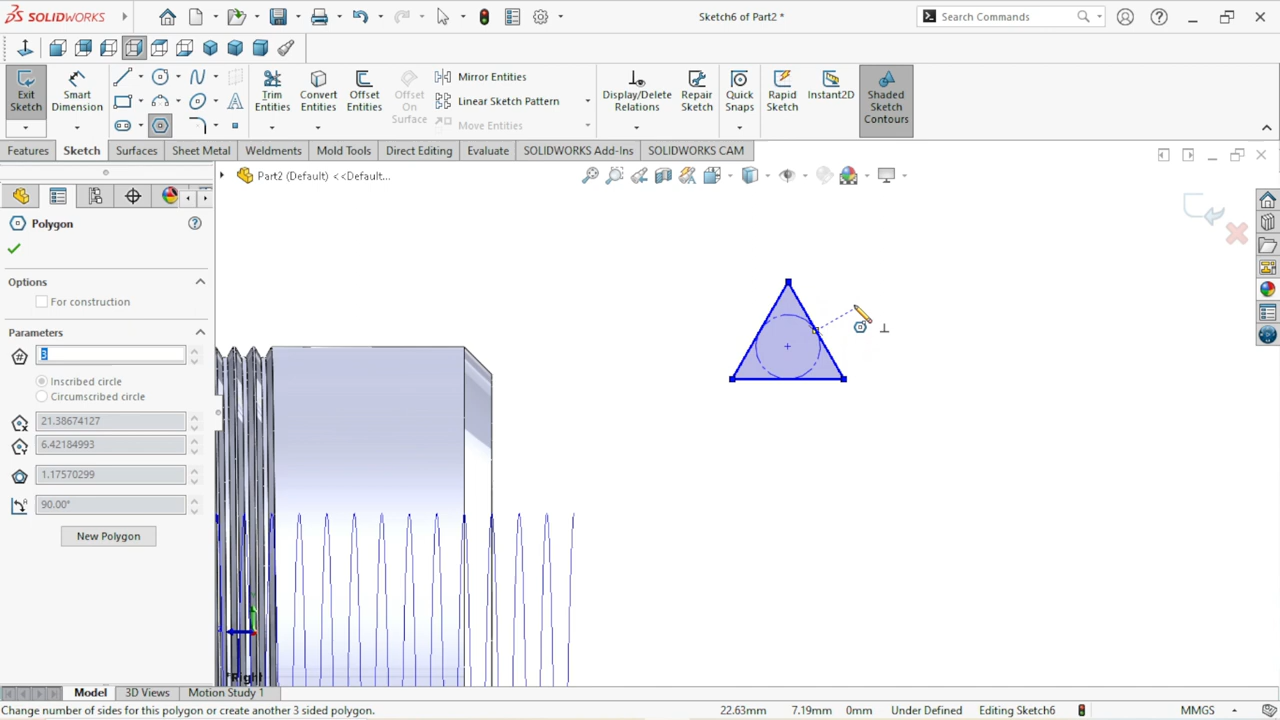 SOLIDWORKS
Sketch6 of Part2 *
Search Commands
Exit Sketch
Smart Dimension
Trim Entities
Convert Entities
Offset Entities
Offset On Surface
Mirror Entities
Linear Sketch Pattern
Move Entities
Display/Delete Relations
Repair Sketch
Quick Snaps
Rapid Sketch
Instant2D
Shaded Sketch Contours
Features Sketch Surfaces Sheet Metal Weldments Mold Tools Direct Editing Evaluate SOLIDWORKS Add-Ins SOLIDWORKS CAM
Part2 (Default) <<Default...
Polygon
Options
For construction
Parameters
3
Inscribed circle
Circumscribed circle
21.38674127
6.42184993
1.17570299
90.00°
New Polygon
*Right
Model 3D Views Motion Study 1
Change number of sides for this polygon or create another 3 sided polygon.
22.63mm 7.19mm 0mm Under Defined Editing Sketch6 MMGS